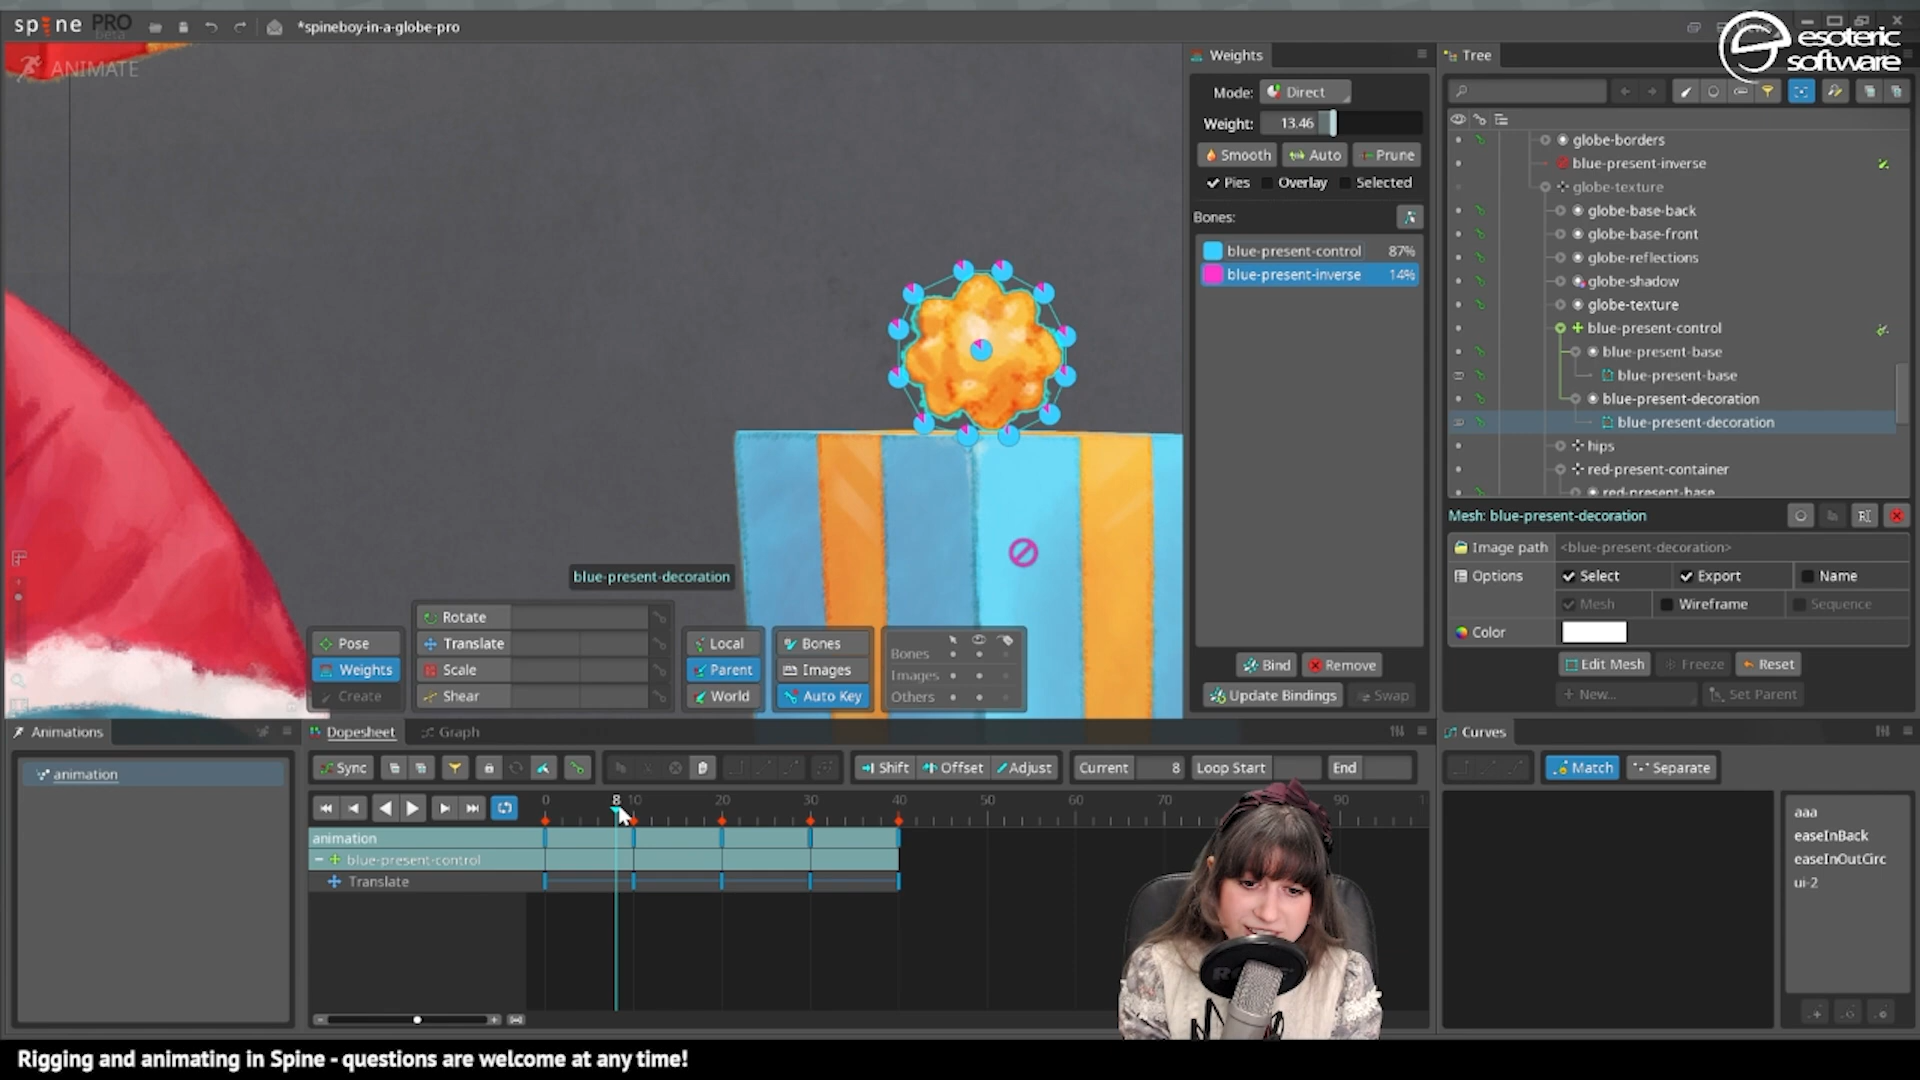 spine PRO
beta
*spineboy-in-a-globe-pro
esoteric
software
ANIMATE
Weights
Mode: Direct
Weight: 13.46
Smooth Auto Prune
Pies Overlay Selected
Bones:
blue-present-control 87%
blue-present-inverse 14%
Bind Remove
Update Bindings Swap
Tree
globe-borders
blue-present-inverse
globe-texture
globe-base-back
globe-base-front
globe-reflections
globe-shadow
globe-texture
blue-present-control
blue-present-base
blue-present-base
blue-present-decoration
blue-present-decoration
hips
red-present-container
red-present-base
Mesh: blue-present-decoration
Image path <blue-present-decoration>
Options Select Export Name
Mesh Wireframe Sequence
Color
Edit Mesh Freeze Reset
New... Set Parent
blue-present-decoration
Pose
Weights
Create
Rotate
Translate
Scale
Shear
Local
Parent
World
Bones
Images
Auto Key
Bones
Images
Others
Animations
animation
Dopesheet Graph
Sync Shift Offset Adjust Current 8 Loop Start End
0 8 10 20 30 40 50 60 70 90
animation
blue-present-control
Translate
Curves
Match Separate
aaa
easeInBack
easeInOutCirc
ui-2
Rigging and animating in Spine - questions are welcome at any time!